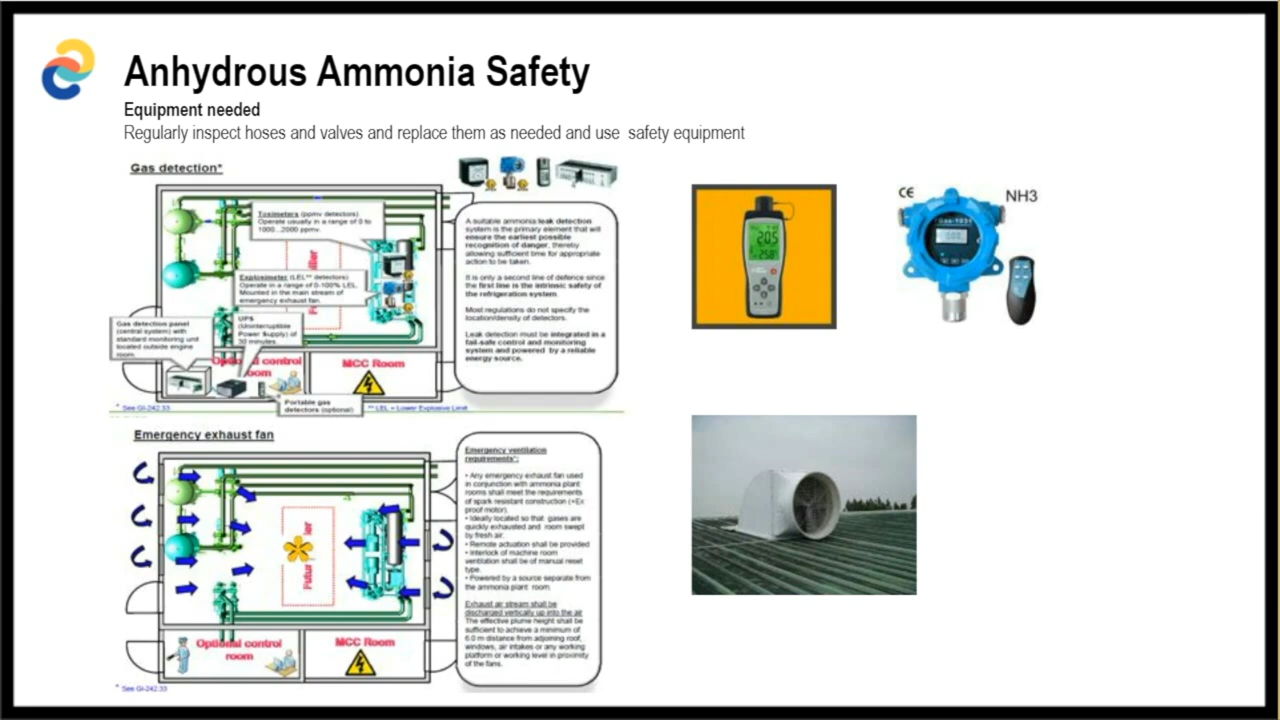 Anhydrous Ammonia Safety
Equipment needed
Regularly inspect hoses and valves and replace them as needed and use safety equipment
Gas detection*
Toximeters (ppmv detectors)
Operate usually in a range of 0 to
1000...2000 ppmv.
Explosimeter (LEL** detectors)
Operate in a range of 0-100% LEL.
Mounted in the main stream of
emergency exhaust fan.
Gas detection panel
(central system) with
standard monitoring unit
located outside engine
room.
UPS
(Uninterruptible
Power Supply) of
30 minutes.
control
MCC Room
Portable gas
detectors (optional)
* See GI-242.33
** LEL = Lower Explosive Limit
A suitable ammonia leak detection
system is the primary element that will
ensure the earliest possible
recognition of danger, thereby
allowing sufficient time for appropriate
action to be taken.
It is only a second line of defence since
the first line is the intrinsic safety of
the refrigeration system.
Most regulations do not specify the
location/density of detectors.
Leak detection must be integrated in a
fail-safe control and monitoring
system and powered by a reliable
energy source.
CE
NH3
20.5
25.8
Emergency exhaust fan
Optional control
room
MCC Room
* See GI-242.33
Emergency ventilation
requirements*:
• Any emergency exhaust fan used
in conjunction with ammonia plant
rooms shall meet the requirements
of spark resistant construction (+Ex
proof motor).
• Ideally located so that gases are
quickly exhausted and room swept
by fresh air.
• Remote actuation shall be provided
• Interlock of machine room
ventilation shall be of manual reset
type.
• Powered by a source separate from
the ammonia plant room.
Exhaust air stream shall be
discharged vertically up into the air
The effective plume height shall be
sufficient to achieve a minimum of
6.0 m distance from adjoining roof,
windows, air intakes or any working
platform or working level in proximity
of the fans.